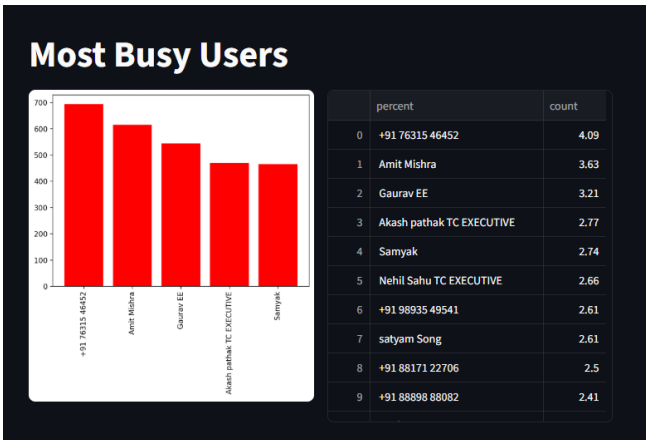 Most Busy Users
700
600
500
400
300
200
100
0
+91 76315 46452
Amit Mishra
Gaurav EE
Akash pathak TC EXECUTIVE
Samyak
percent count
0 +91 76315 46452 4.09
1 Amit Mishra 3.63
2 Gaurav EE 3.21
3 Akash pathak TC EXECUTIVE 2.77
4 Samyak 2.74
5 Nehil Sahu TC EXECUTIVE 2.66
6 +91 98935 49541 2.61
7 satyam Song 2.61
8 +91 88171 22706 2.5
9 +91 88898 88082 2.41